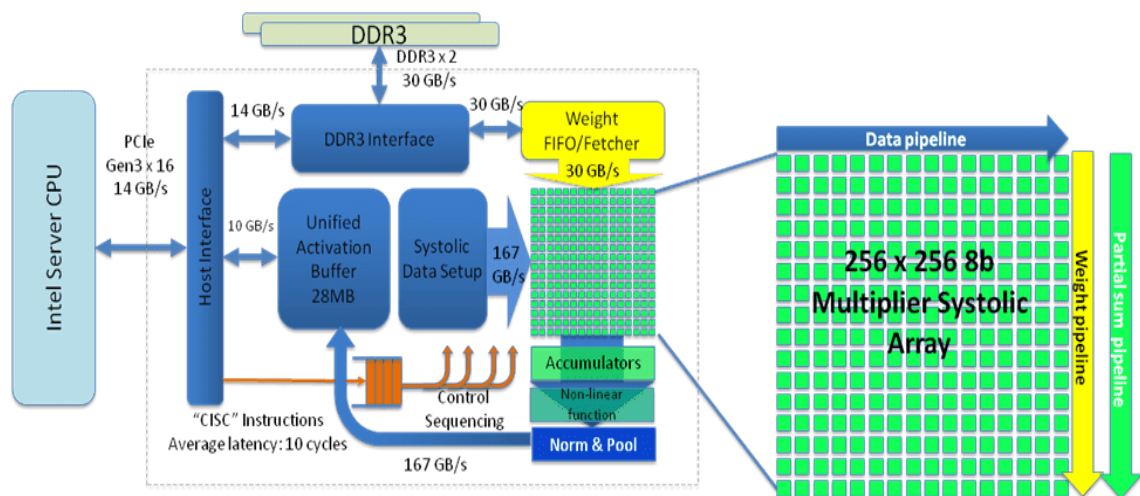 DDR3
DDR3 x 2
30 GB/s
Intel Server CPU
PCIe
Gen3 x 16
14 GB/s
Host Interface
14 GB/s
DDR3 Interface
30 GB/s
Weight
FIFO/Fetcher
30 GB/s
10 GB/s
Unified
Activation
Buffer
28MB
Systolic
Data Setup
167
GB/s
Accumulators
Non-linear
function
Norm & Pool
Control
Sequencing
"CISC" Instructions
Average latency: 10 cycles
167 GB/s
Data pipeline
256 x 256 8b
Multiplier Systolic
Array
Weight pipeline
Partial sum pipeline